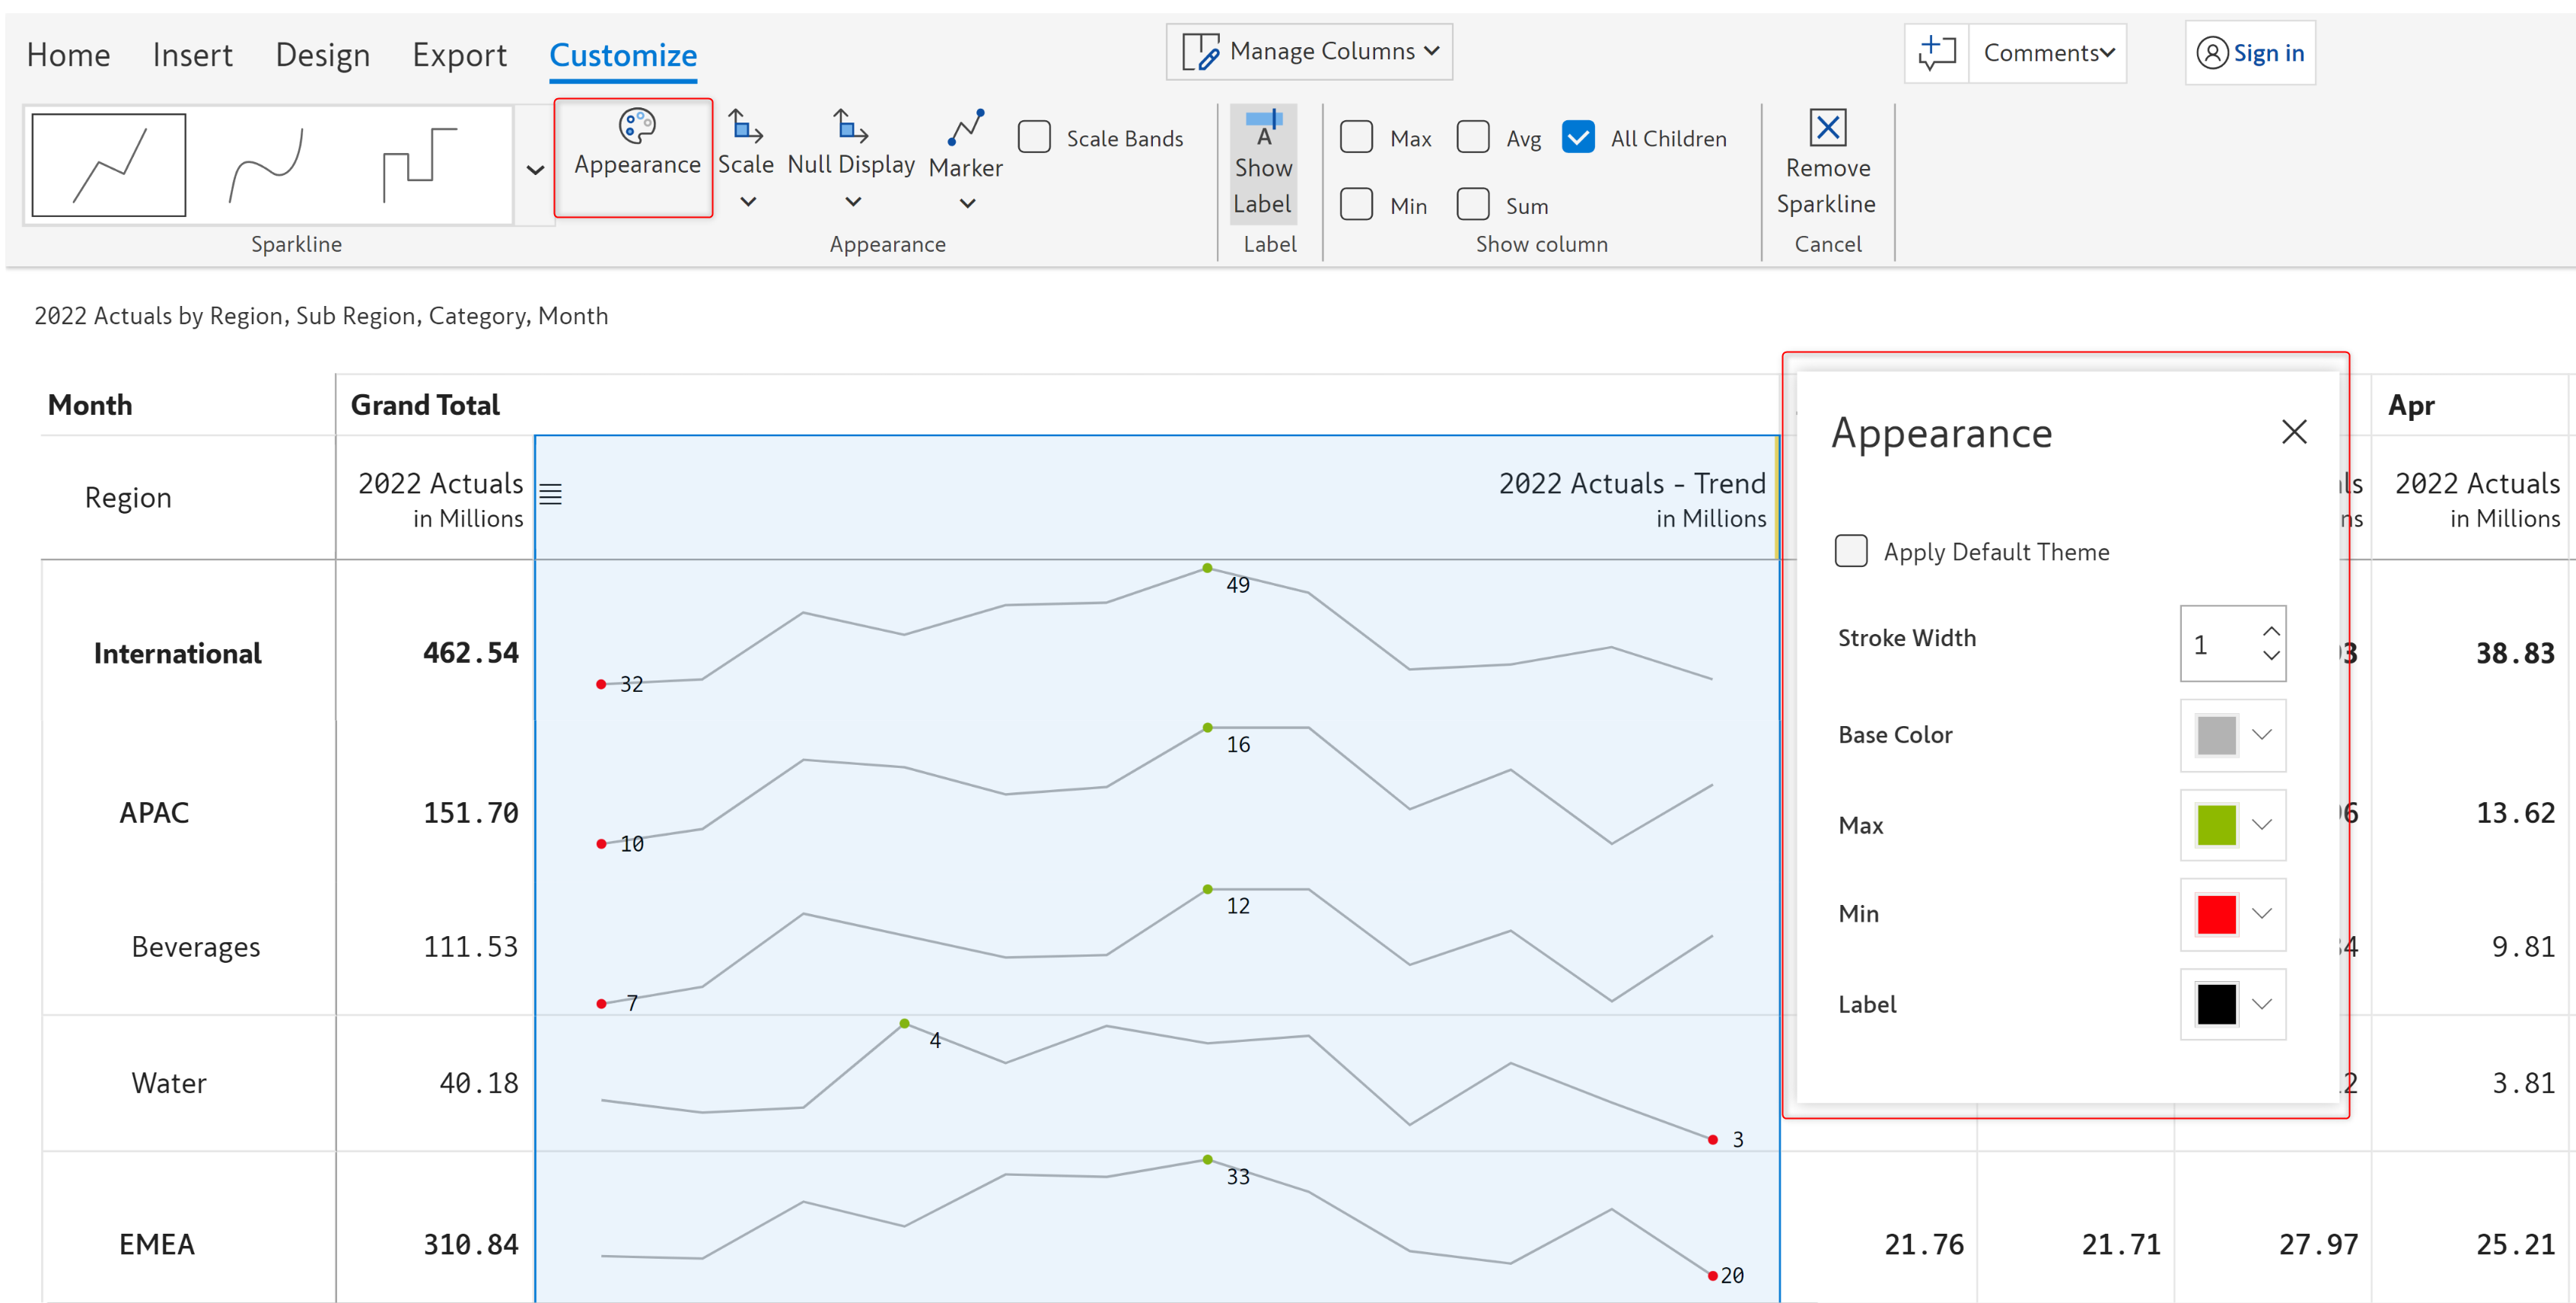 Home Insert Design Export Customize Manage Columns Comments Sign in
Appearance Scale Null Display Marker Scale Bands Show Label Max Avg All Children Remove Sparkline
Min Sum
Sparkline Appearance Label Show column Cancel
2022 Actuals by Region, Sub Region, Category, Month
Month Grand Total Apr
Region 2022 Actuals in Millions 2022 Actuals - Trend in Millions 2022 Actuals in Millions
International 462.54 49 32 38.83
APAC 151.70 16 10 13.62
Beverages 111.53 12 7 9.81
Water 40.18 4 3 3.81
EMEA 310.84 33 20 21.76 21.71 27.97 25.21
Appearance
Apply Default Theme
Stroke Width 1
Base Color
Max
Min
Label